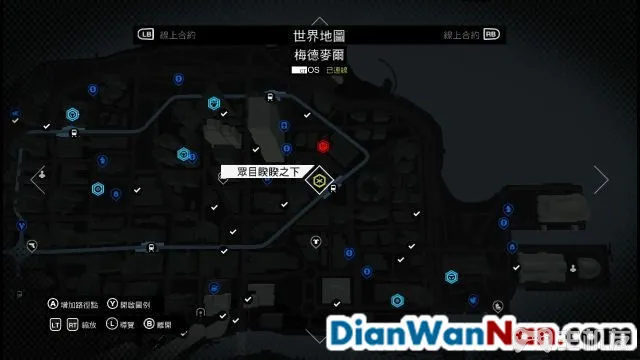 LB 線上合約
世界地圖
線上合約 RB
梅德麥爾
ctOS 已連線
眾目睽睽之下
A 增加路徑點 Y 開啟圖例
LT RT 縮放 L 導覽 B 離開
DianWanNan.com